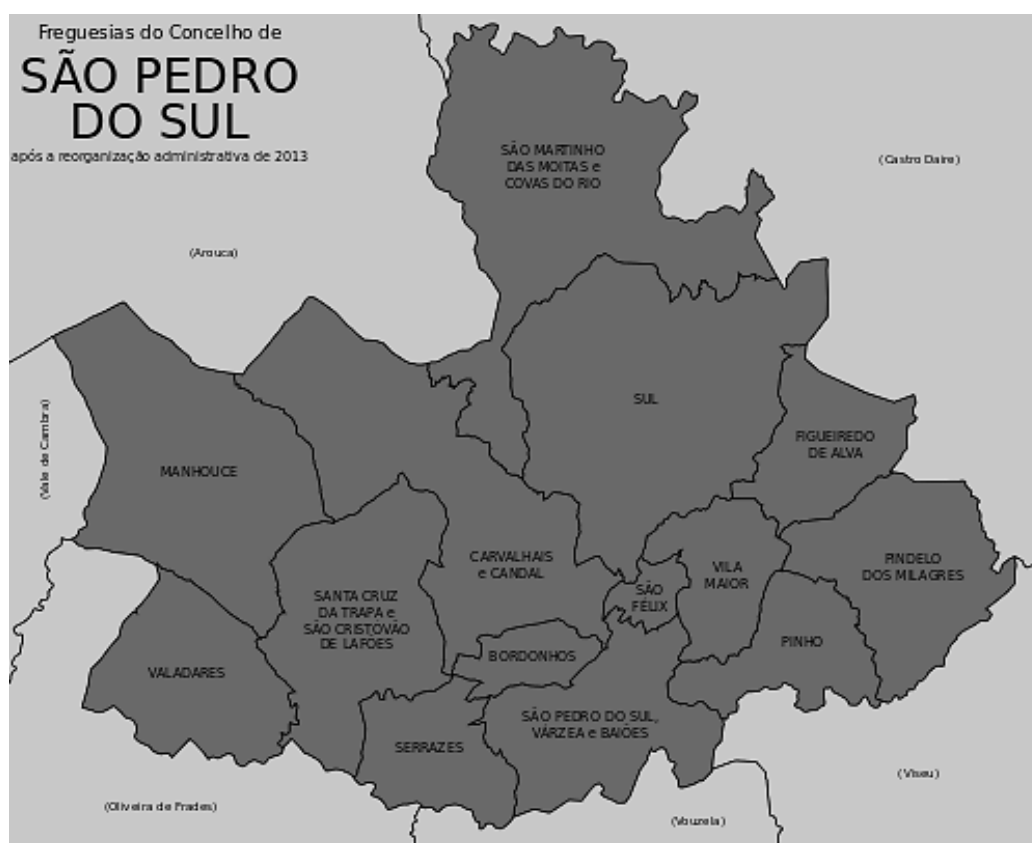 Freguesias do Concelho de
SÃO PEDRO
DO SUL
após a reorganização administrativa de 2013
SÃO MARTINHO
DAS MOITAS e
COVAS DO RIO
(Castro Daire)
(Arouca)
(Vale de Cambra)
SUL
FIGUEIREDO
DE ALVA
MANHOUCE
CARVALHAIS
e CANDAL
PINDELO
DOS MILAGRES
VILA
MAIOR
SÃO
FÉLIX
SANTA CRUZ
DA TRAPA e
SÃO CRISTOVÃO
DE LAFÕES
PINHO
BORDONHOS
VALADARES
SÃO PEDRO DO SUL,
VÁRZEA e BAIÕES
SERRAZES
(Viseu)
(Oliveira de Frades)
(Vouzela)